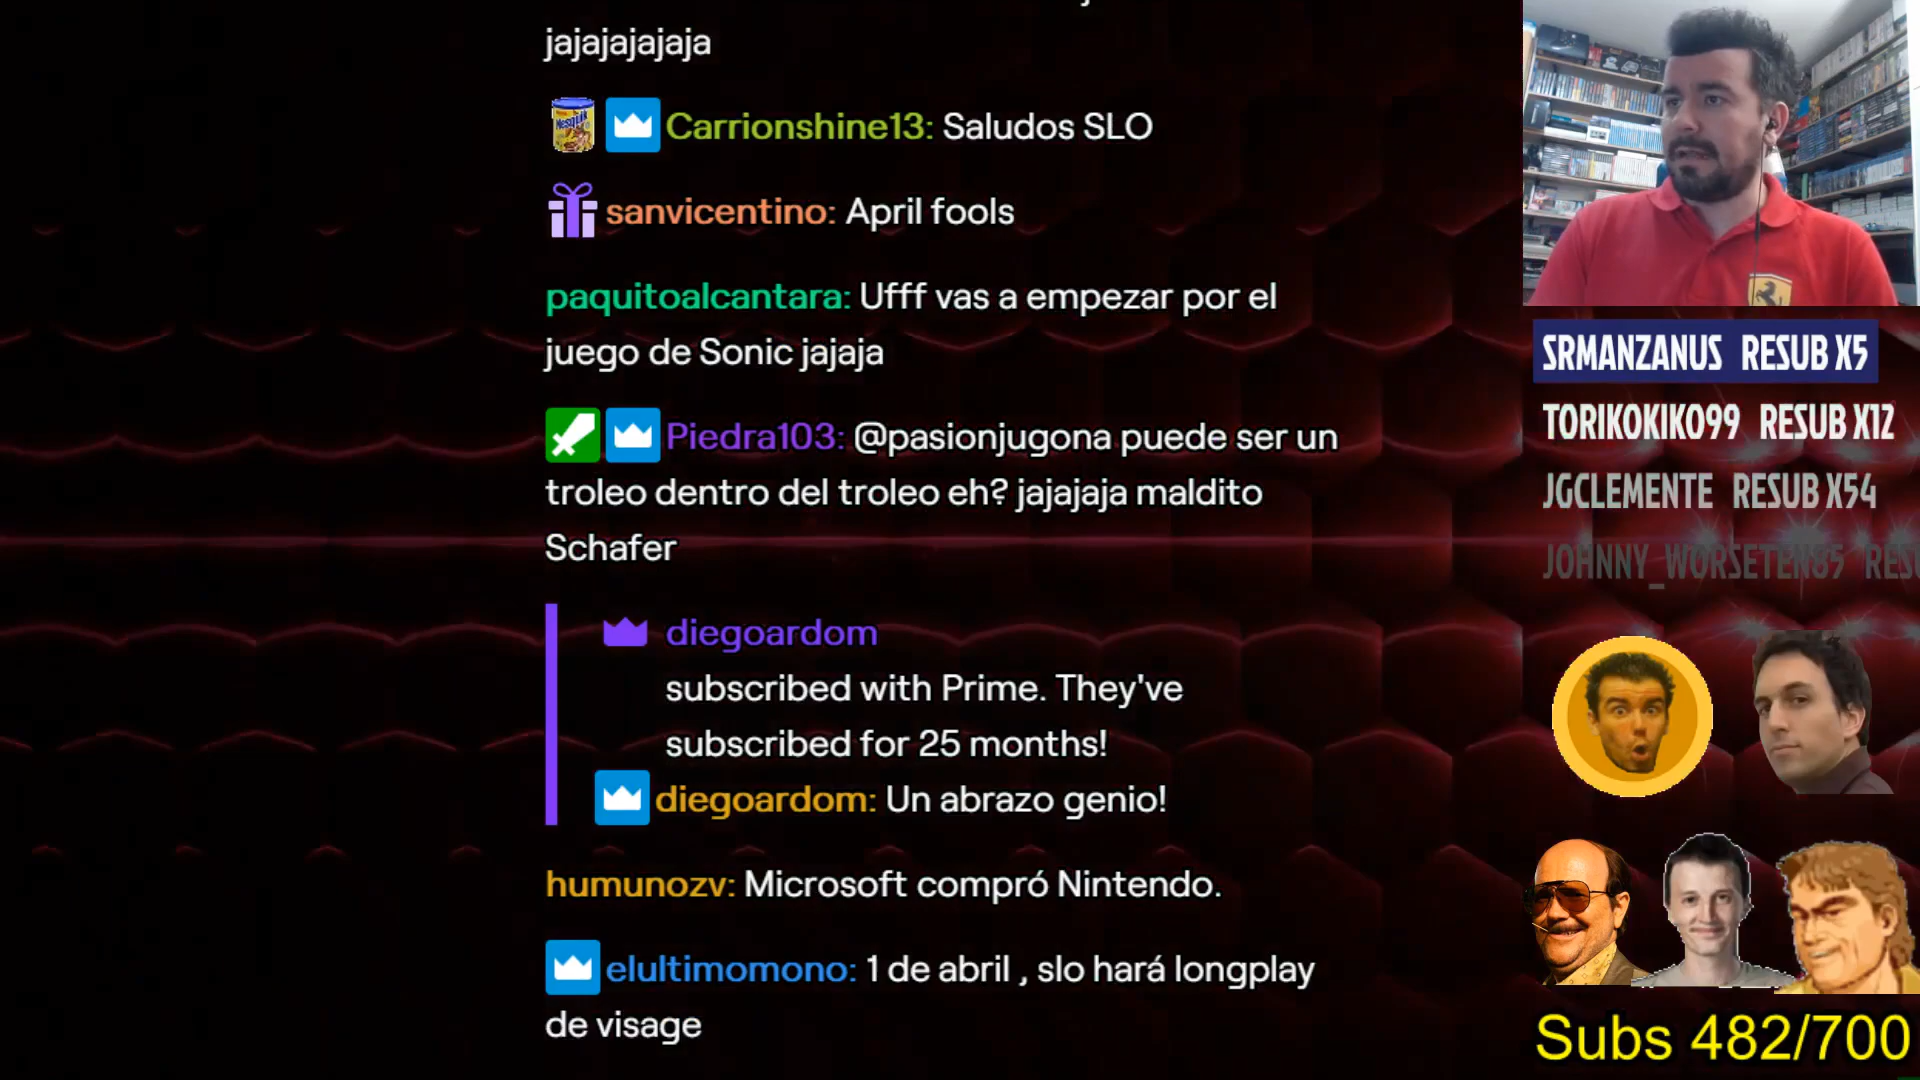 jajajajajaja
Nesquik
Carrionshine13: Saludos SLO
sanvicentino: April fools
paquitoalcantara: Ufff vas a empezar por el
juego de Sonic jajaja
Piedra103: @pasionjugona puede ser un
troleo dentro del troleo eh? jajajaja maldito
Schafer
diegoardom
subscribed with Prime. They've
subscribed for 25 months!
diegoardom: Un abrazo genio!
humunozv: Microsoft compró Nintendo.
elultimomono: 1 de abril , slo hará longplay
de visage
SRMANZANUS RESUB X5
TORIKOKIKO99 RESUB X12
JGCLEMENTE RESUB X54
JOHNNY_WORSETEN85 RESU
Subs 482/700